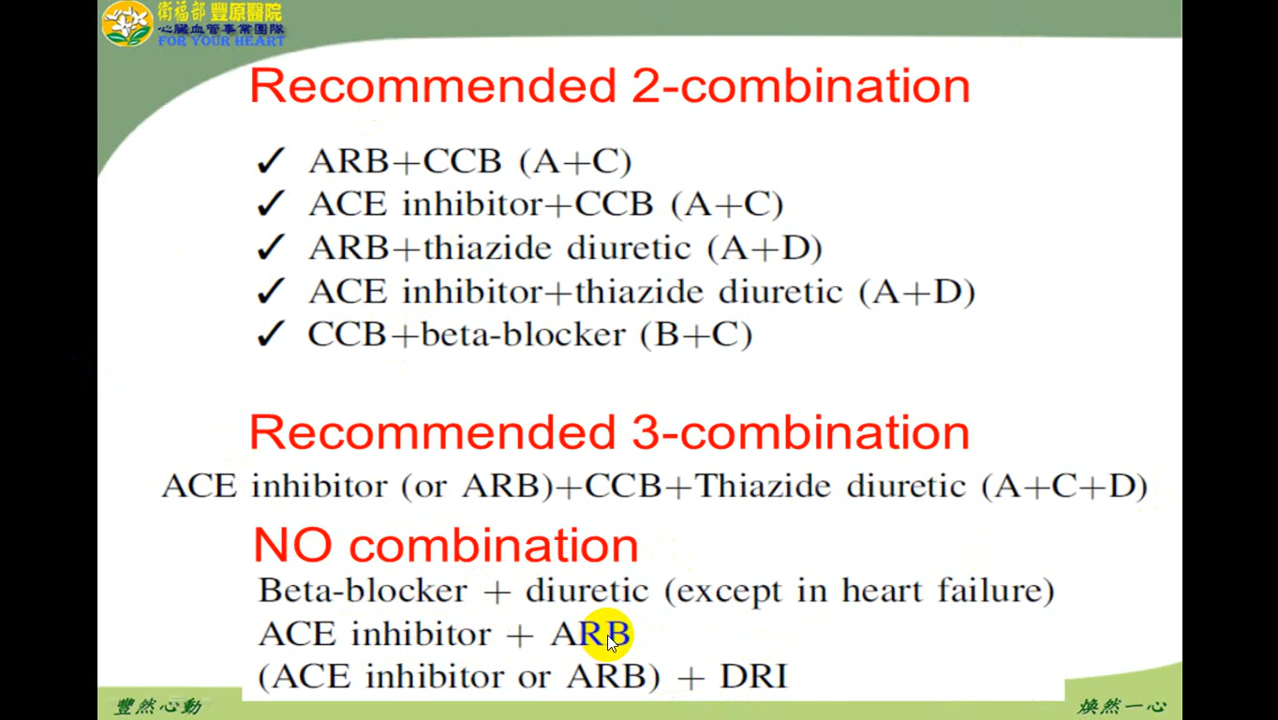 衛福部 豐原醫院
心臟血管事業團隊
FOR YOUR HEART
Recommended 2-combination
✓ ARB+CCB (A+C)
✓ ACE inhibitor+CCB (A+C)
✓ ARB+thiazide diuretic (A+D)
✓ ACE inhibitor+thiazide diuretic (A+D)
✓ CCB+beta-blocker (B+C)
Recommended 3-combination
ACE inhibitor (or ARB)+CCB+Thiazide diuretic (A+C+D)
NO combination
Beta-blocker + diuretic (except in heart failure)
ACE inhibitor + ARB
(ACE inhibitor or ARB) + DRI
豐然心動
煥然一心